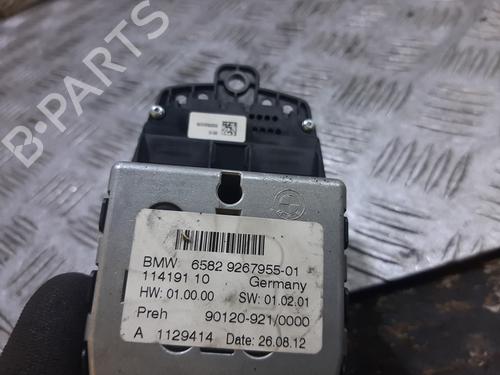 B-PARTS
BMW 6582 9267955-01
114191 10 Germany
HW: 01.00.00 SW: 01.02.01
Preh 90120-921/0000
A 1129414 Date: 26.08.12